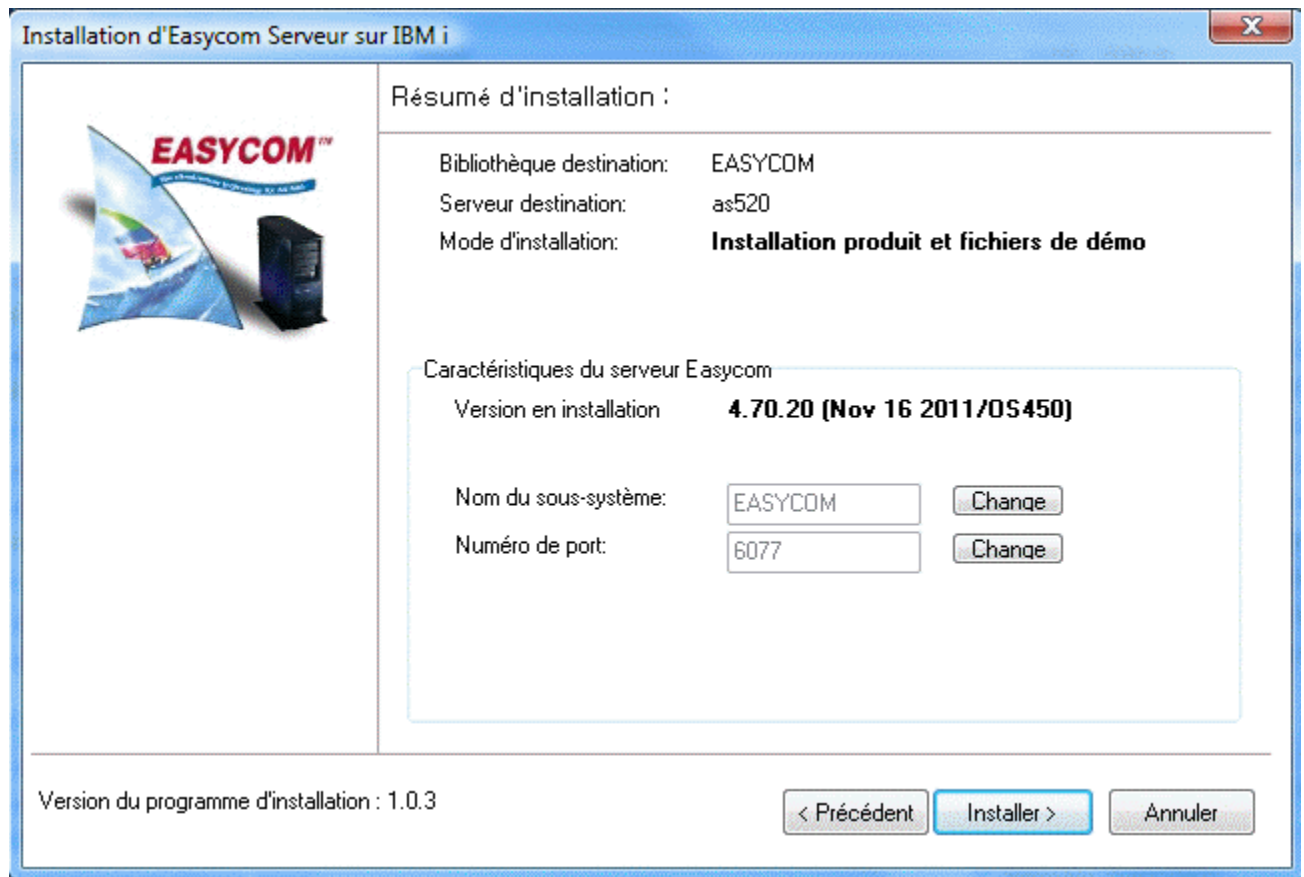 Installation d'Easycom Serveur sur IBM i
EASYCOM™
Résumé d'installation :
Bibliothèque destination: EASYCOM
Serveur destination: as520
Mode d'installation: Installation produit et fichiers de démo
Caractéristiques du serveur Easycom
Version en installation 4.70.20 (Nov 16 2011/OS450)
Nom du sous-système: EASYCOM Change
Numéro de port: 6077 Change
Version du programme d'installation : 1.0.3
< Précédent Installer > Annuler